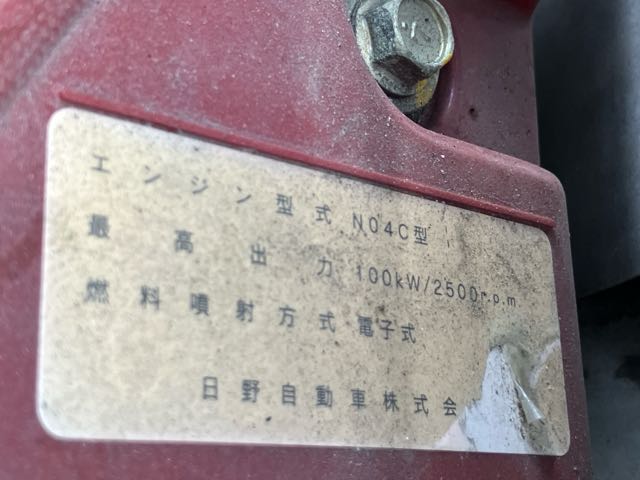 エンジン型式 N04C型
最高出力 100kW/2500r.p.m
燃料噴射方式 電子式
日野自動車株式会